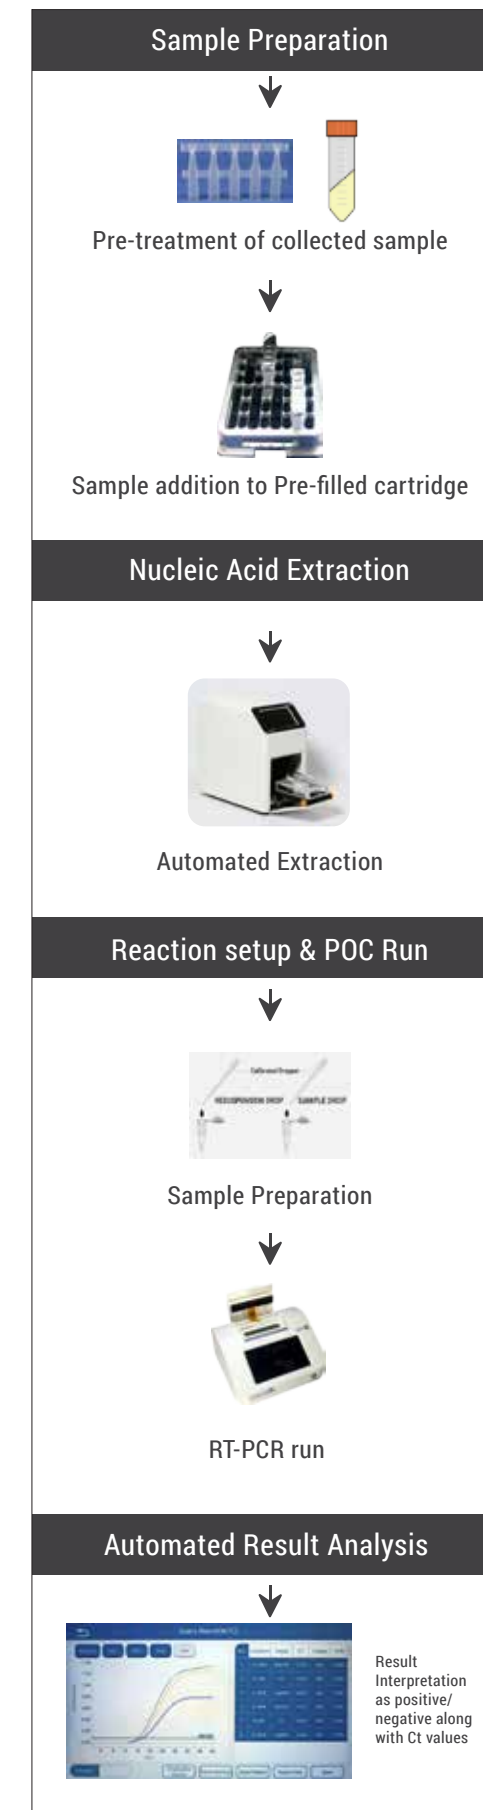 Sample Preparation
Pre-treatment of collected sample
Sample addition to Pre-filled cartridge
Nucleic Acid Extraction
Automated Extraction
Reaction setup & POC Run
Calibrated Dropper
RESUSPENSION DROP
SAMPLE DROP
Sample Preparation
RT-PCR run
Automated Result Analysis
Result
Interpretation
as positive/
negative along
with Ct values